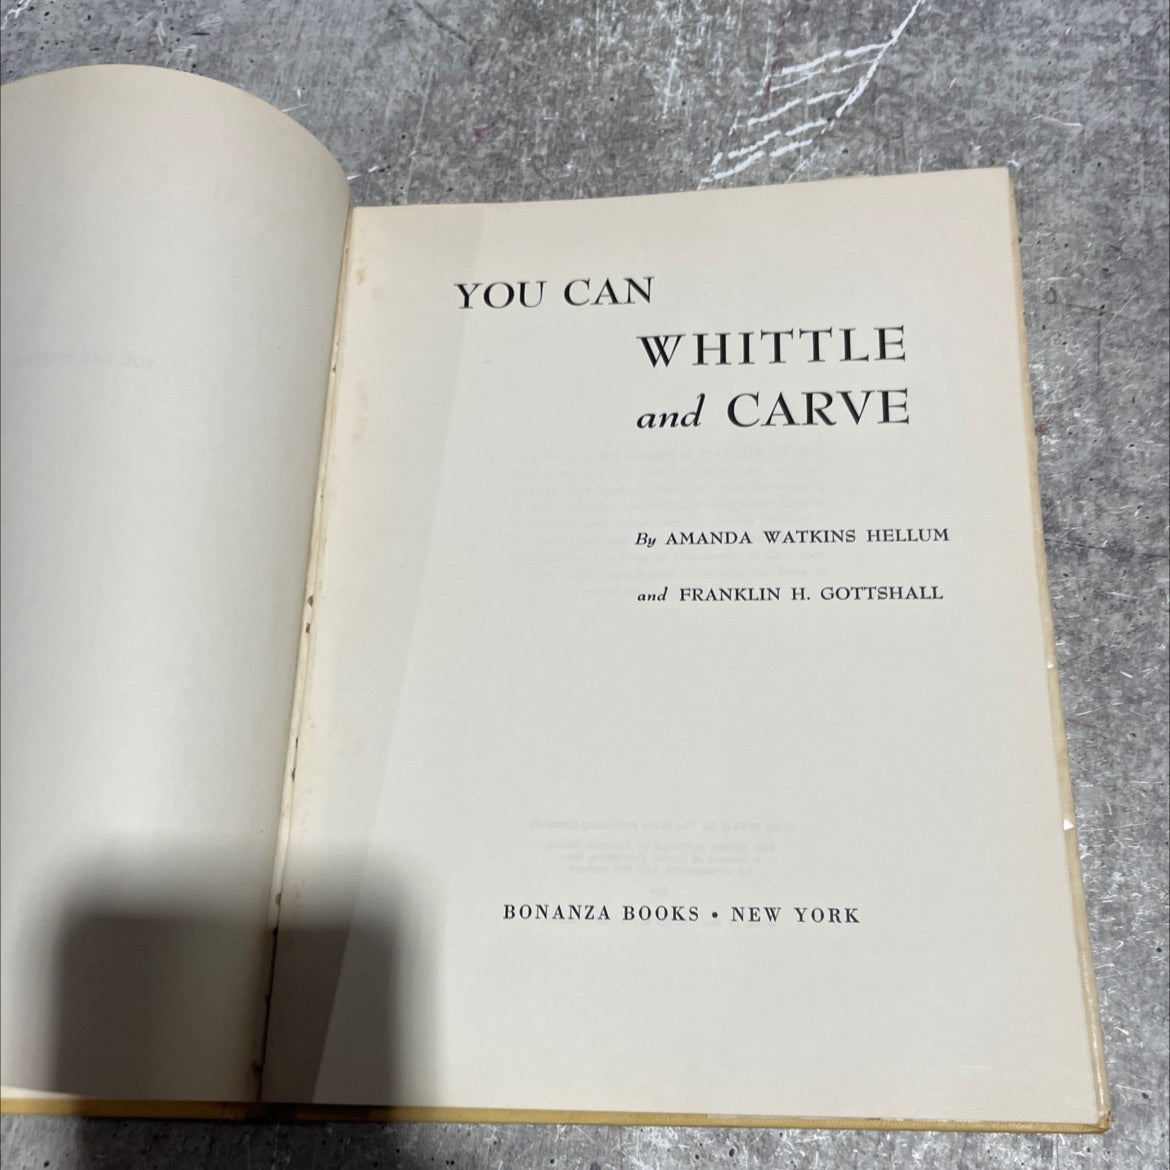 YOU CAN
WHITTLE
and CARVE
By AMANDA WATKINS HELLUM
and FRANKLIN H. GOTTSHALL
BONANZA BOOKS • NEW YORK